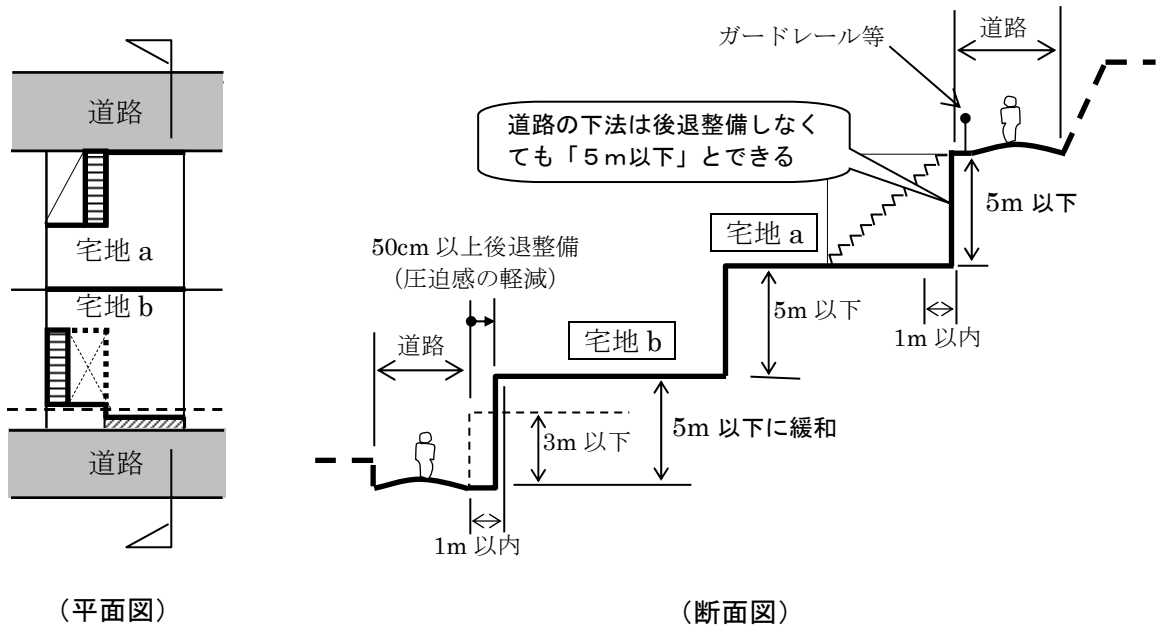 道路
宅地 a
宅地 b
道路
（平面図）
ガードレール等
道路
道路の下法は後退整備しなく
ても「５ｍ以下」とできる
5m 以下
宅地 a
50cm 以上後退整備
（圧迫感の軽減）
5m 以下
1m 以内
道路
宅地 b
3m 以下
5m 以下に緩和
1m 以内
（断面図）